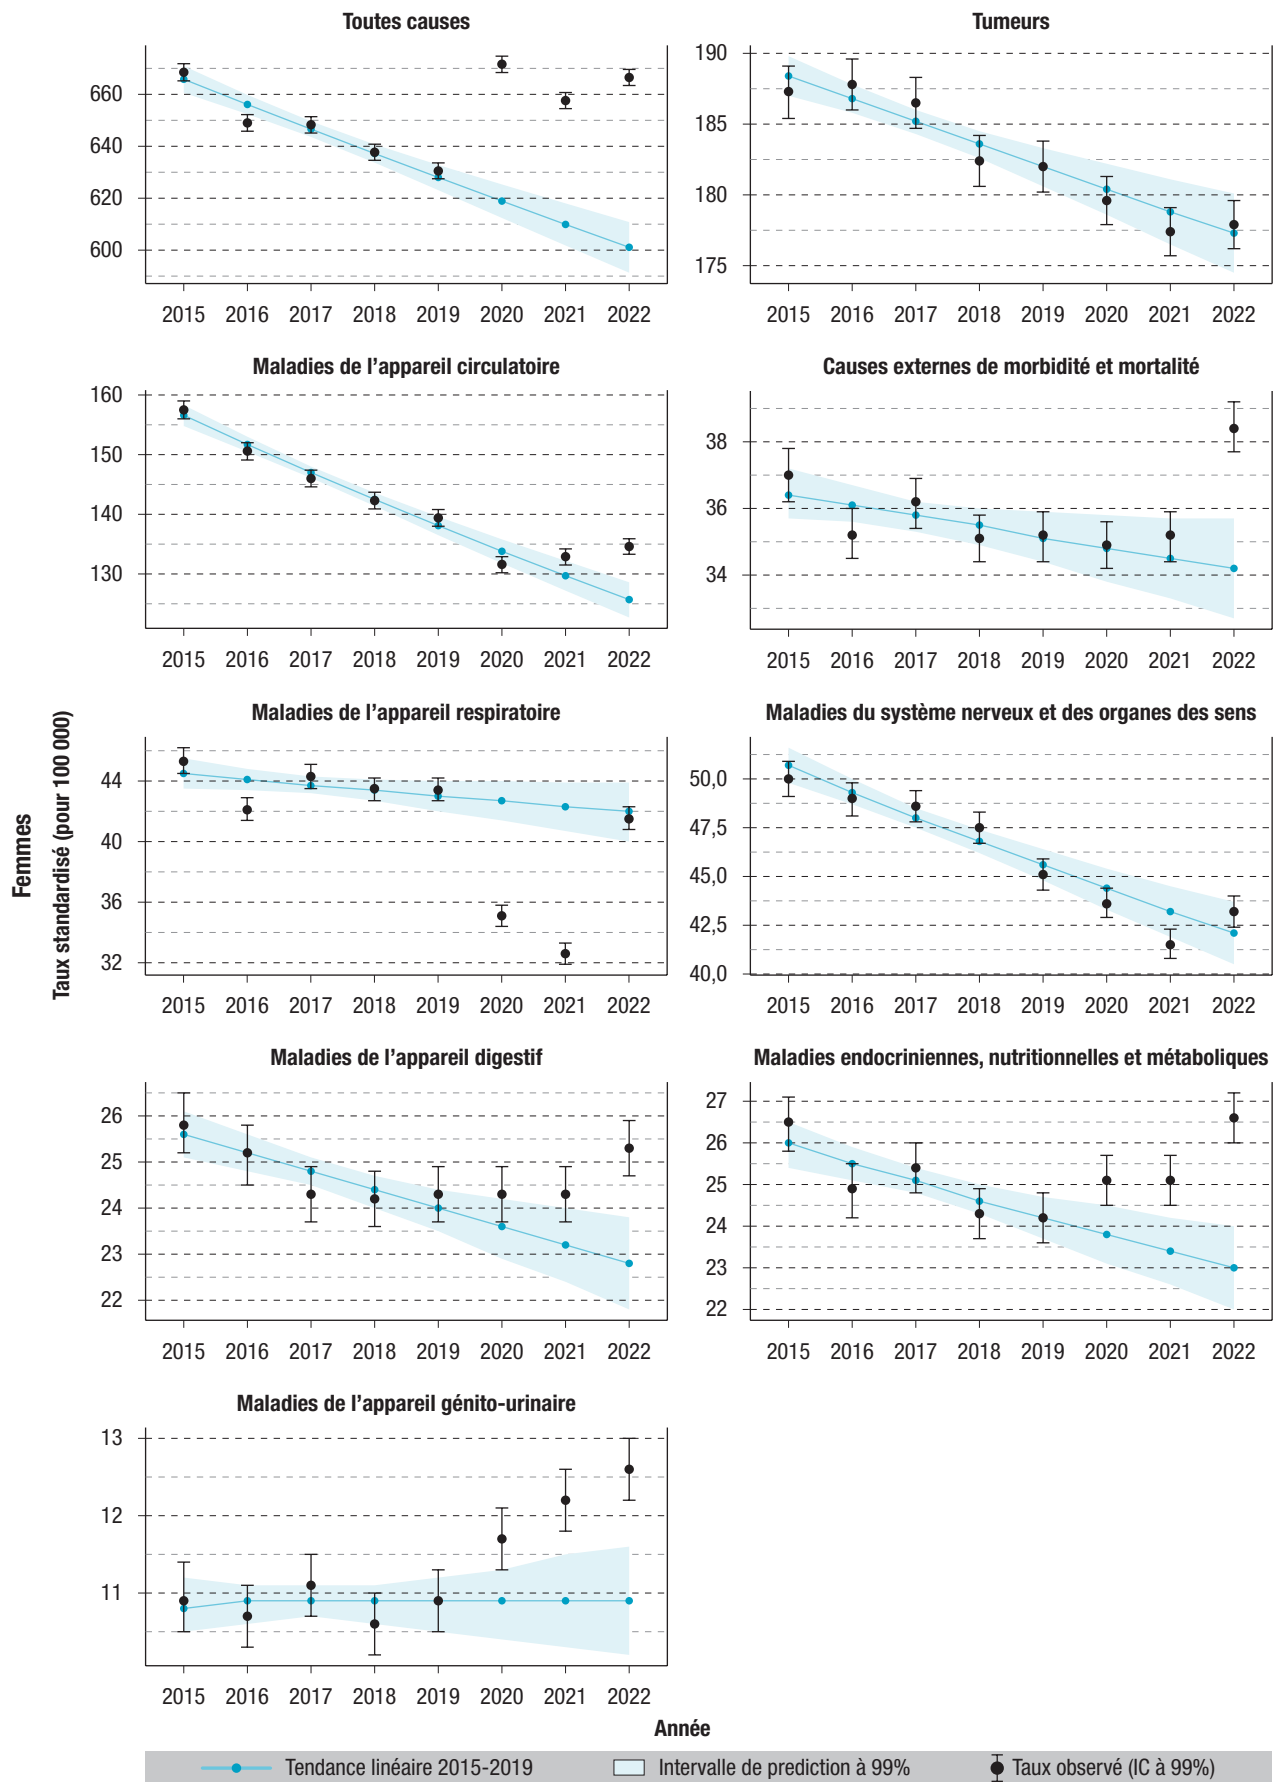 Toutes causes
660
640
620
600
2015 2016 2017 2018 2019 2020 2021 2022
Tumeurs
190
185
180
175
2015 2016 2017 2018 2019 2020 2021 2022
Maladies de l'appareil circulatoire
160
150
140
130
2015 2016 2017 2018 2019 2020 2021 2022
Causes externes de morbidité et mortalité
38
36
34
2015 2016 2017 2018 2019 2020 2021 2022
Femmes
Taux standardisé (pour 100 000)
Maladies de l'appareil respiratoire
44
40
36
32
2015 2016 2017 2018 2019 2020 2021 2022
Maladies du système nerveux et des organes des sens
50,0
47,5
45,0
42,5
40,0
2015 2016 2017 2018 2019 2020 2021 2022
Maladies de l'appareil digestif
26
25
24
23
22
2015 2016 2017 2018 2019 2020 2021 2022
Maladies endocriniennes, nutritionnelles et métaboliques
27
26
25
24
23
22
2015 2016 2017 2018 2019 2020 2021 2022
Maladies de l'appareil génito-urinaire
13
12
11
2015 2016 2017 2018 2019 2020 2021 2022
Année
Tendance linéaire 2015-2019
Intervalle de prediction à 99%
Taux observé (IC à 99%)